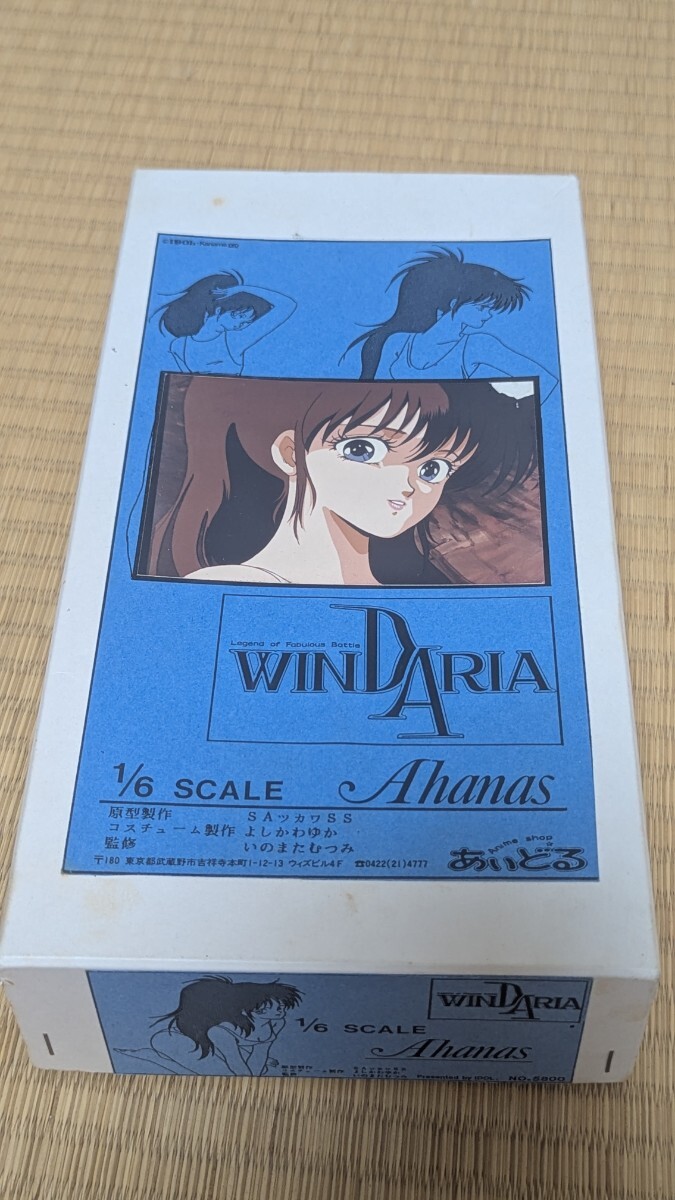 Legend of Fabulous Battle
WINDARIA
1/6 SCALE Ahanas
原型製作 SAツカワSS
コスチューム製作 よしかわゆか
監修 いのまたむつみ
〒180 東京都武蔵野市吉祥寺本町1-12-13 ウィズビル4F ☎0422(21)4777
Anime shop
あいどる
WINDARIA
1/6 SCALE
Ahanas
Presented by IDOL. NO.5800